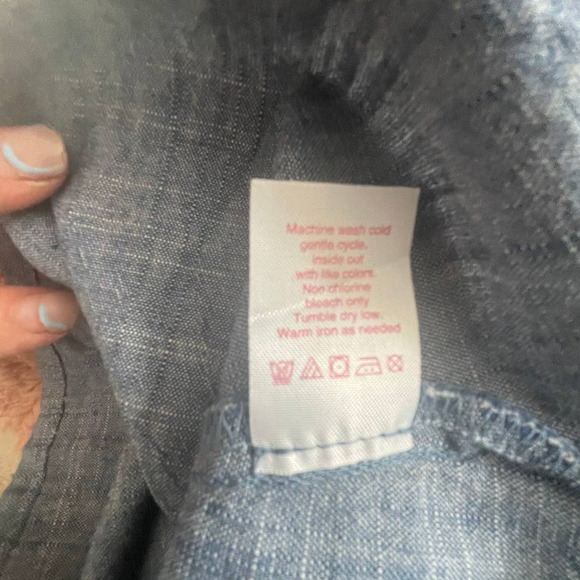 Machine wash cold
gentle cycle.
inside out
with like colors.
Non chlorine
bleach only
Tumble dry low.
Warm iron as needed